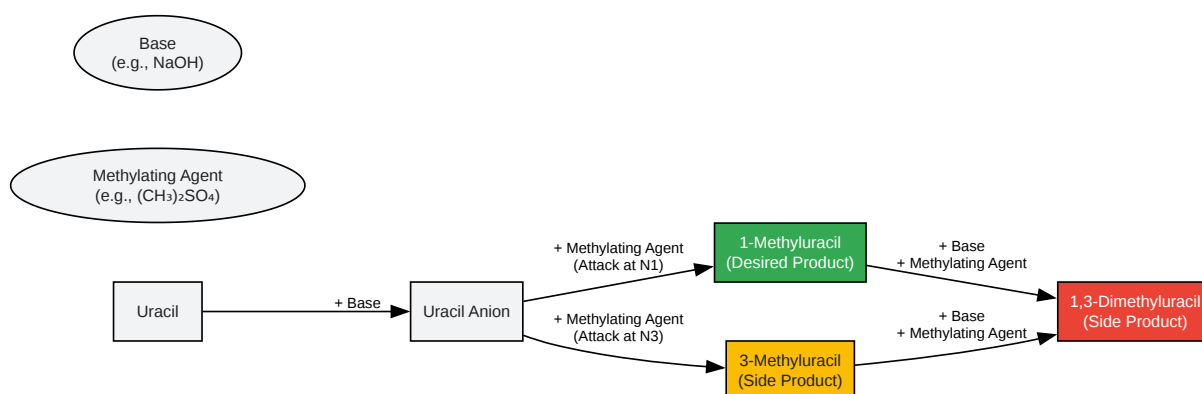 Base
(e.g., NaOH)
Methylating Agent
(e.g., (CH₃)₂SO₄)
Uracil
+ Base
Uracil Anion
+ Methylating Agent
(Attack at N1)
+ Methylating Agent
(Attack at N3)
1-Methyluracil
(Desired Product)
3-Methyluracil
(Side Product)
+ Base
+ Methylating Agent
+ Base
+ Methylating Agent
1,3-Dimethyluracil
(Side Product)